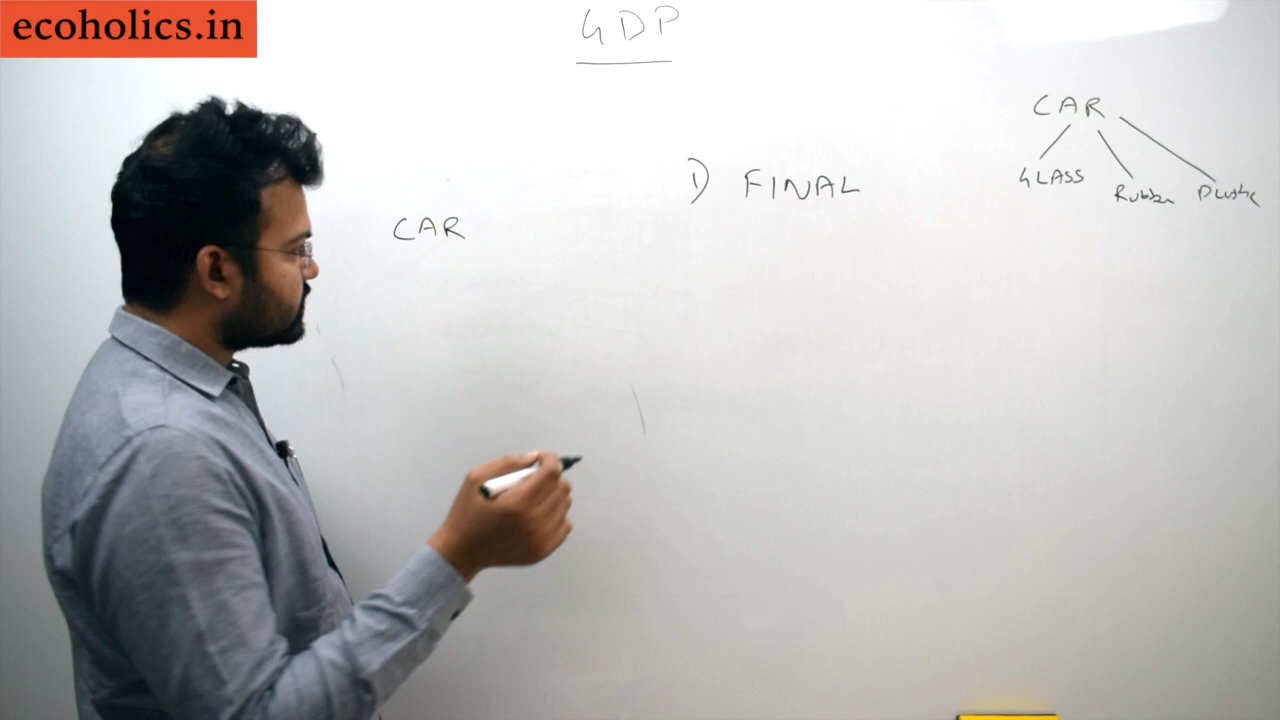 ecoholics.in
GDP
CAR
GLASS Rubber Plastic
1) FINAL
CAR